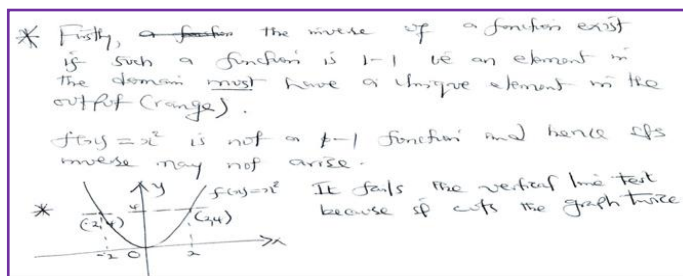 * Firstly, a function the inverse of a function exist
if such a function is 1-1 ie an element in
the domain must have a unique element in the
output (range).
f(x) = x² is not a 1-1 function and hence its
inverse may not arise.
* y f(x)=x² It fails the vertical line test
(-2,4) 4 (2,4) because it cuts the graph twice
-2 0 2 x